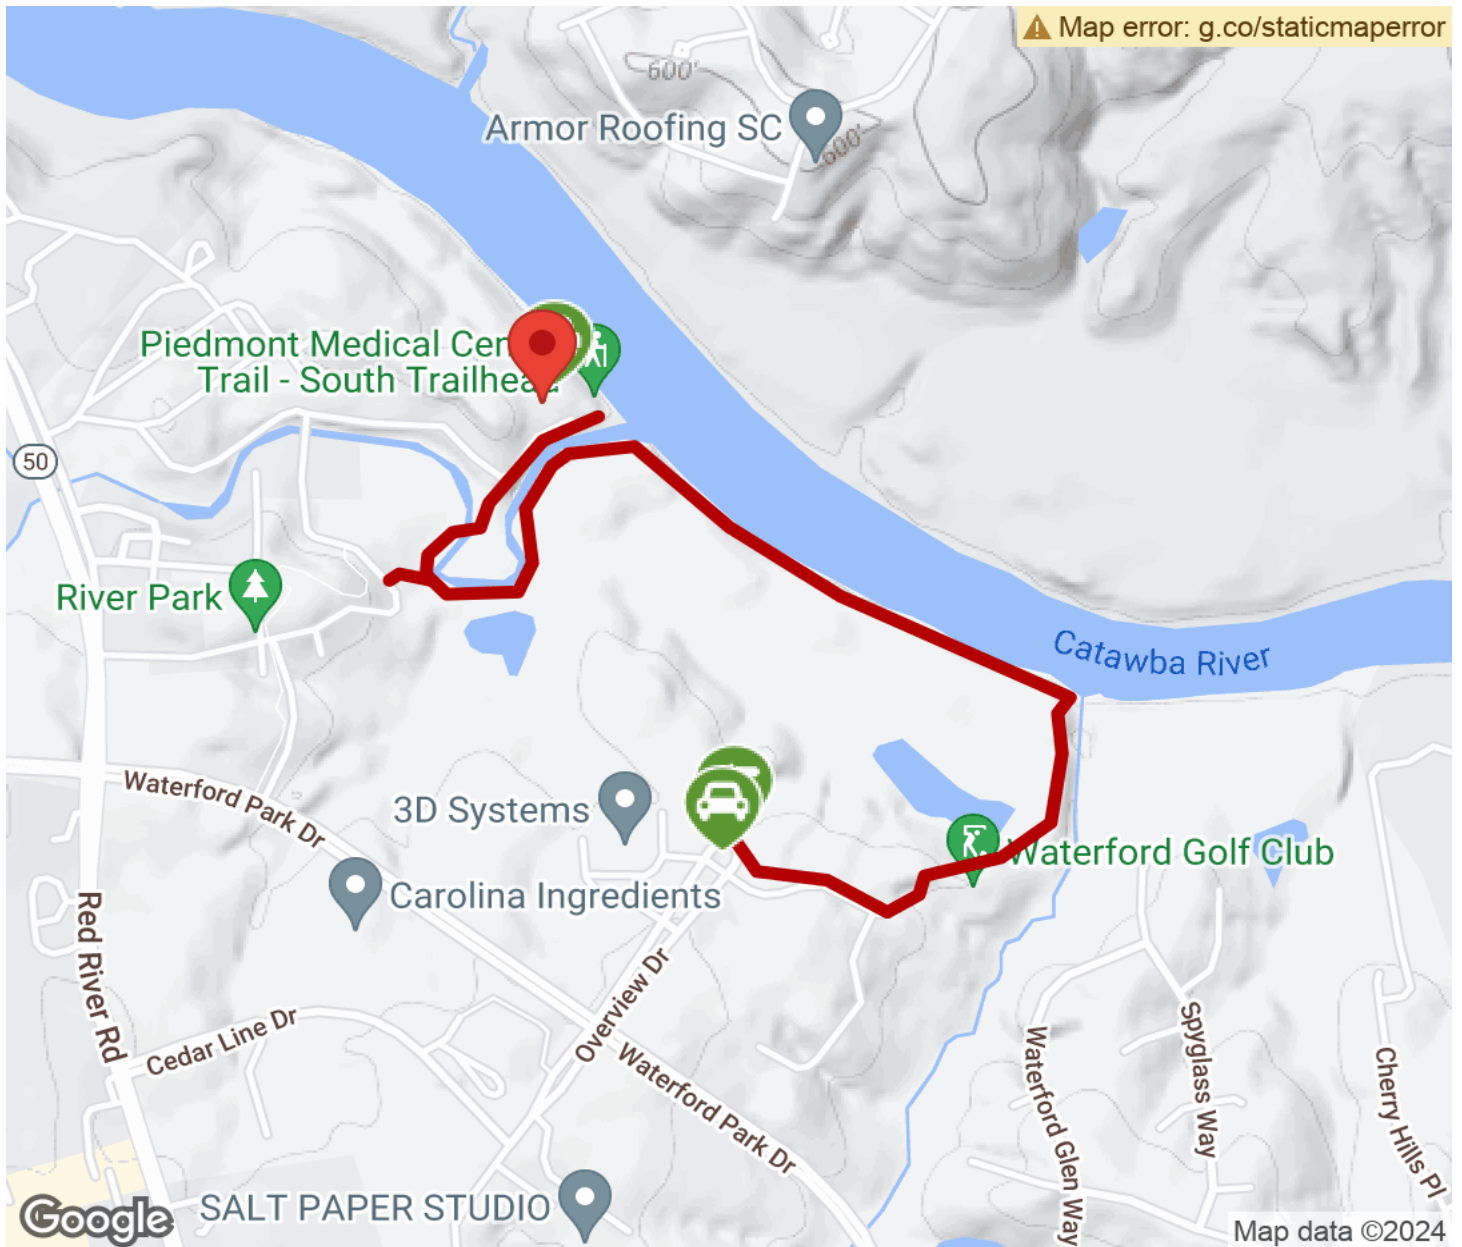 Map error: g.co/staticmaperror
600'
Armor Roofing SC
600'
Piedmont Medical Cen
Trail - South Trailhead
50
River Park
Catawba River
Waterford Park Dr
3D Systems
Waterford Golf Club
Carolina Ingredients
Red River Rd
Overview Dr
Cedar Line Dr
Waterford Park Dr
Waterford Glen Way
Spyglass Way
Cherry Hills Pl
SALT PAPER STUDIO
Google
Map data ©2024